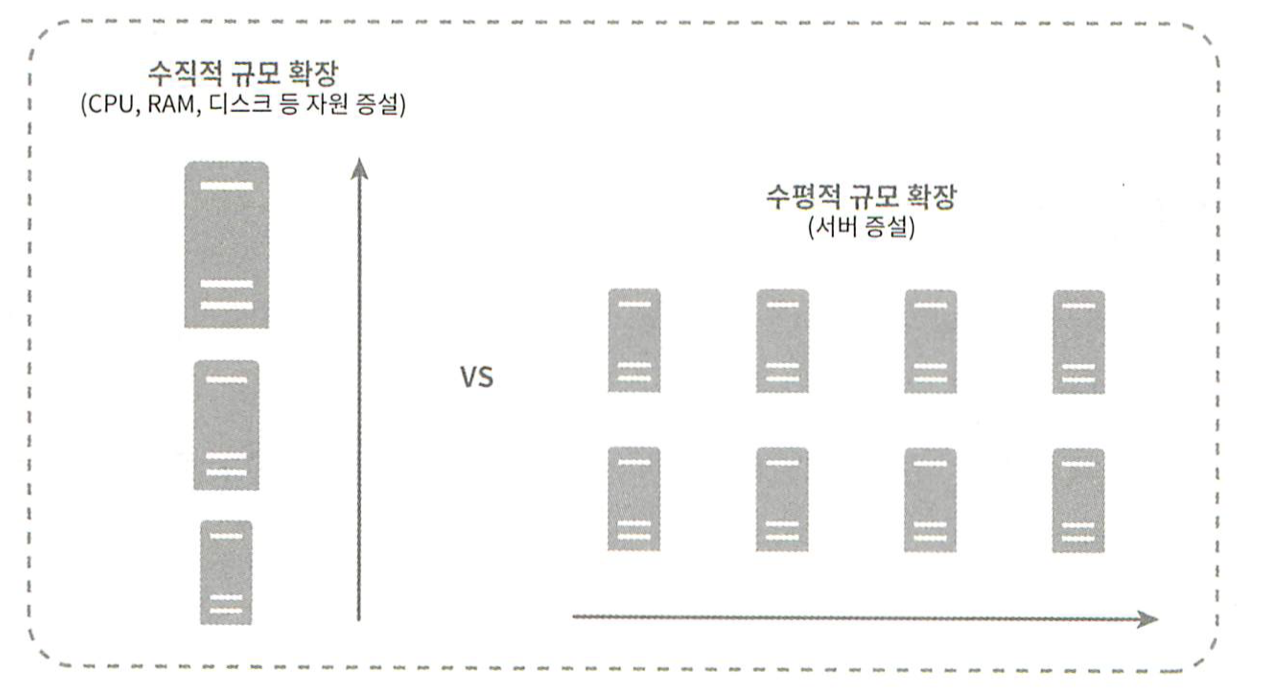 수직적 규모 확장
(CPU, RAM, 디스크 등 자원 증설)
수평적 규모 확장
(서버 증설)
VS